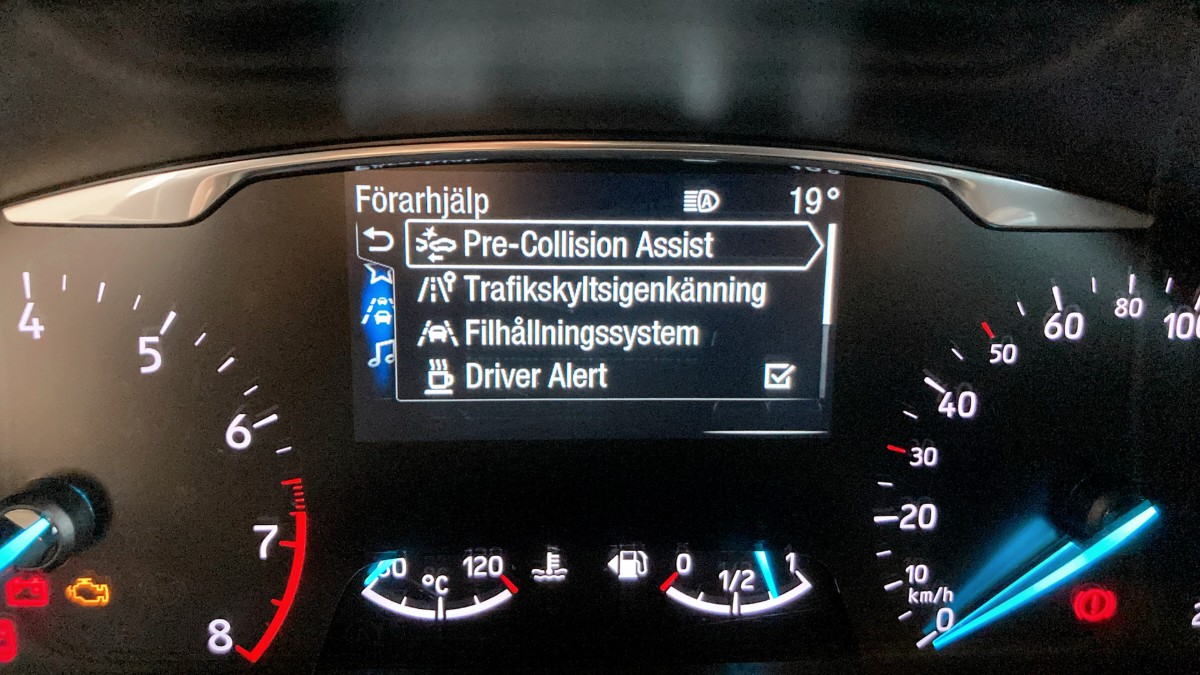 Förarhjälp 19°
Pre-Collision Assist
Trafikskyltsigenkänning
Filhållningssystem
Driver Alert
4
5
6
7
8
°C 120
0 1/2 1
0
10
20
30
40
50
60
80
100
km/h